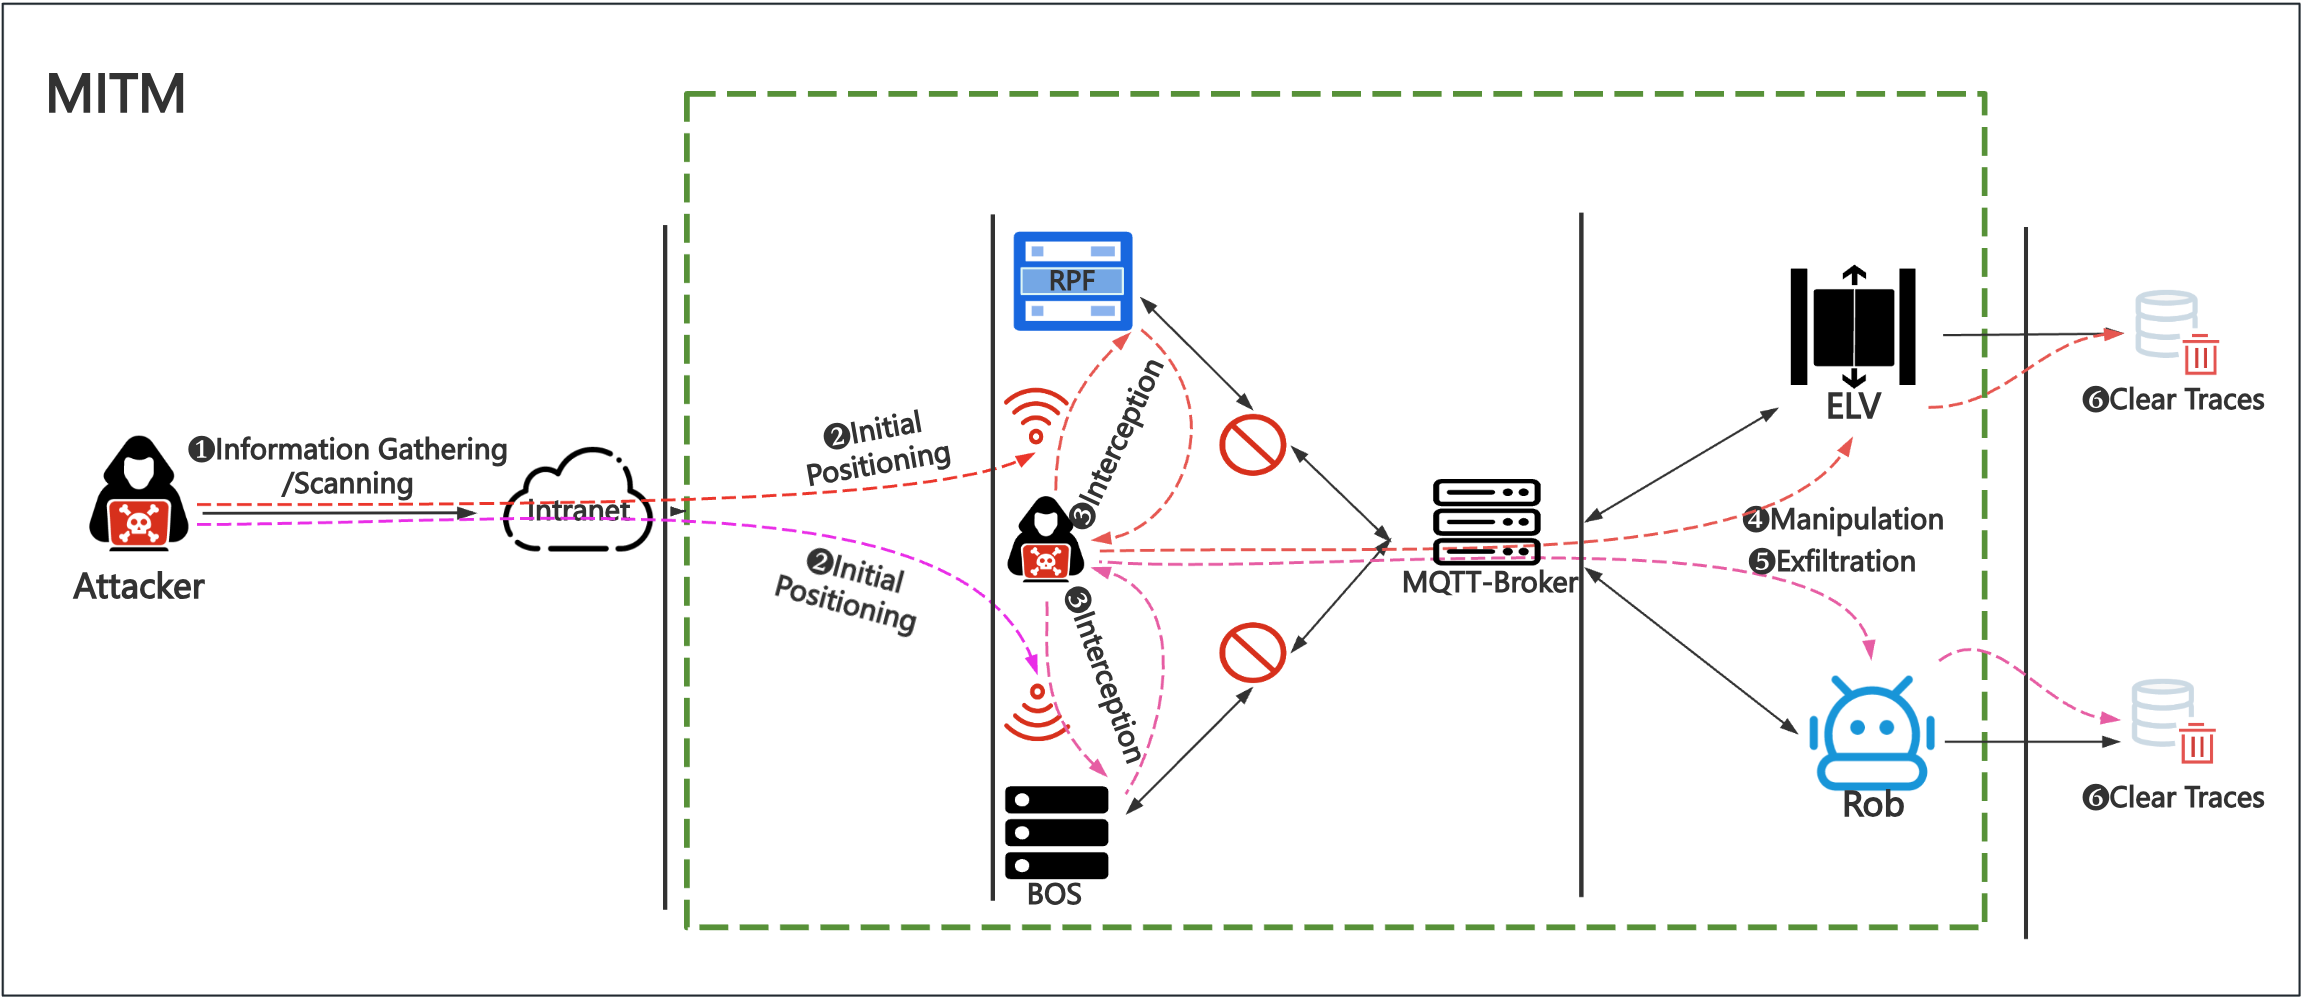 MITM
❶Information Gathering
/Scanning
Attacker
Intranet
❷Initial
Positioning
❷Initial
Positioning
RPF
❸Interception
❸Interception
BOS
MQTT-Broker
ELV
❹Manipulation
❺Exfiltration
Rob
❻Clear Traces
❻Clear Traces